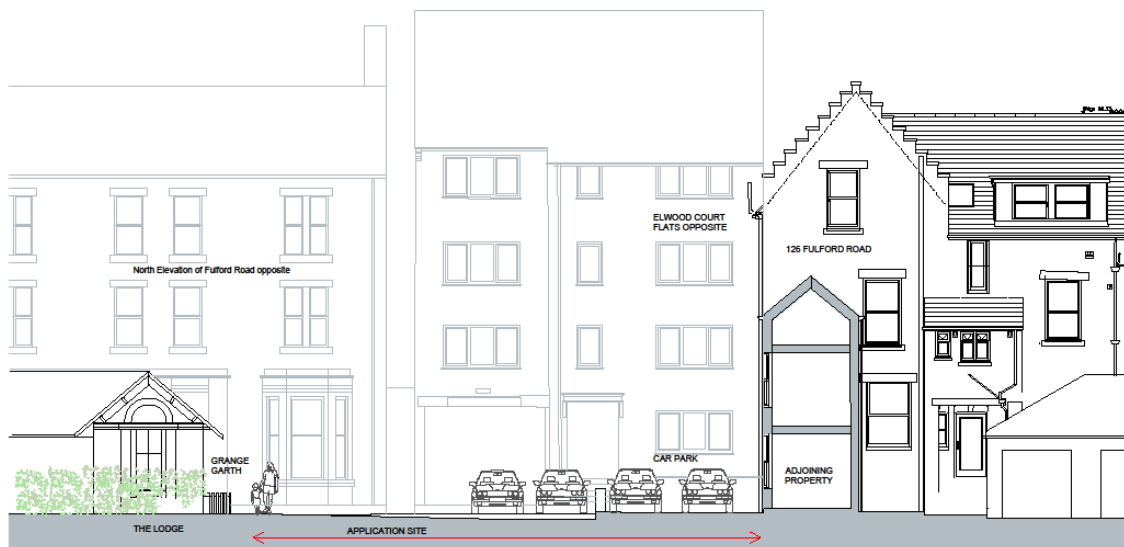 ELWOOD COURT
FLATS OPPOSITE
126 FULFORD ROAD
North Elevation of Fulford Road opposite
GRANGE
GARTH
CAR PARK
ADJOINING
PROPERTY
THE LODGE
APPLICATION SITE